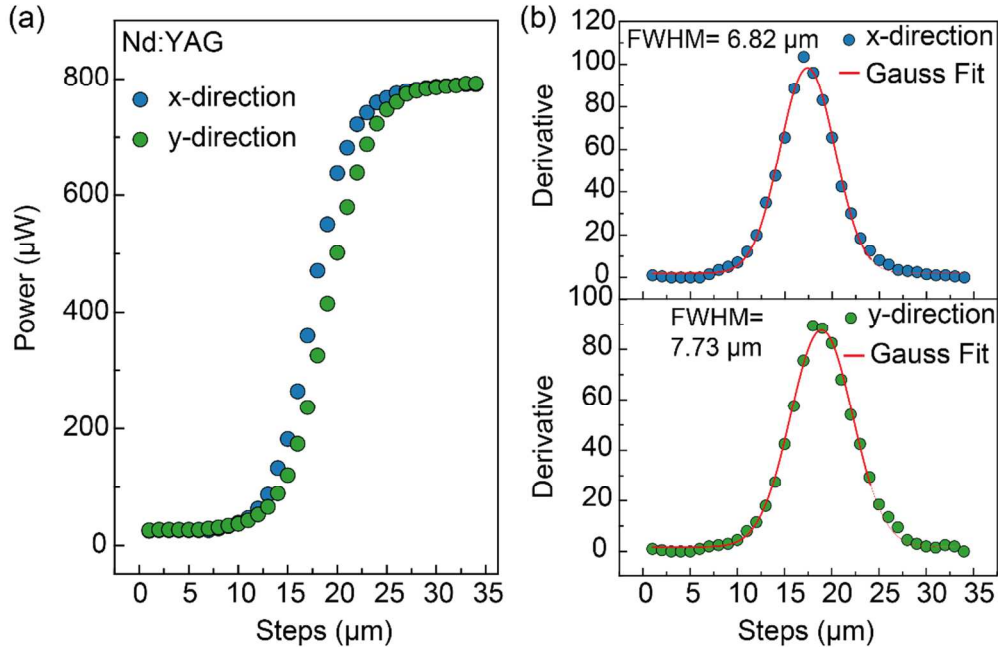 (a)
Nd:YAG
x-direction
y-direction
800
600
400
200
0
Power (µW)
0 5 10 15 20 25 30 35
Steps (µm)
(b)
FWHM= 6.82 µm
x-direction
Gauss Fit
120
100
80
60
40
20
0
Derivative
FWHM=
7.73 µm
y-direction
Gauss Fit
100
80
60
40
20
0
Derivative
0 5 10 15 20 25 30 35
Steps (µm)